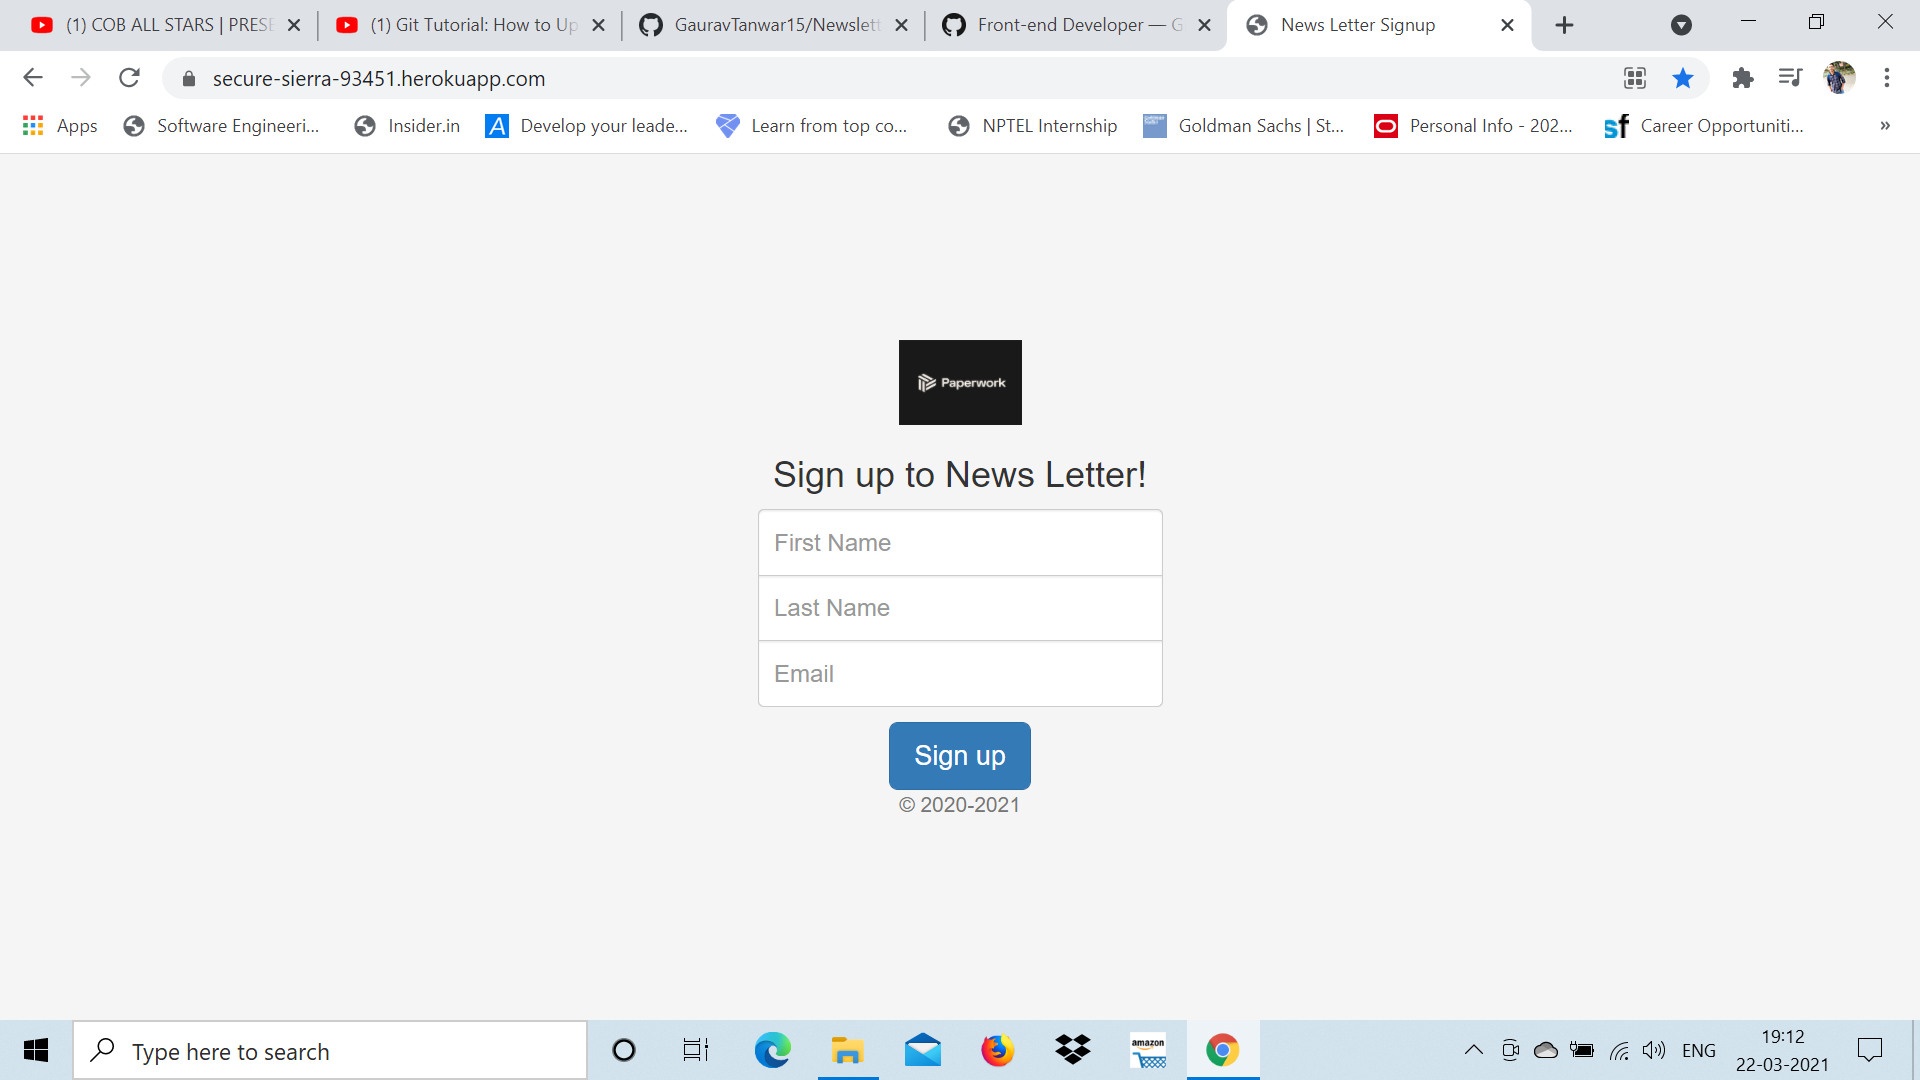 (1) COB ALL STARS | PRESE
(1) Git Tutorial: How to Up
GauravTanwar15/Newslett
Front-end Developer — G
News Letter Signup
secure-sierra-93451.herokuapp.com
Apps
Software Engineeri...
Insider.in
Develop your leade...
Learn from top co...
NPTEL Internship
Goldman Sachs | St...
Personal Info - 202...
sf Career Opportuniti...
»
Paperwork
Sign up to News Letter!
First Name
Last Name
Email
Sign up
© 2020-2021
Type here to search
amazon
ENG
19:12
22-03-2021